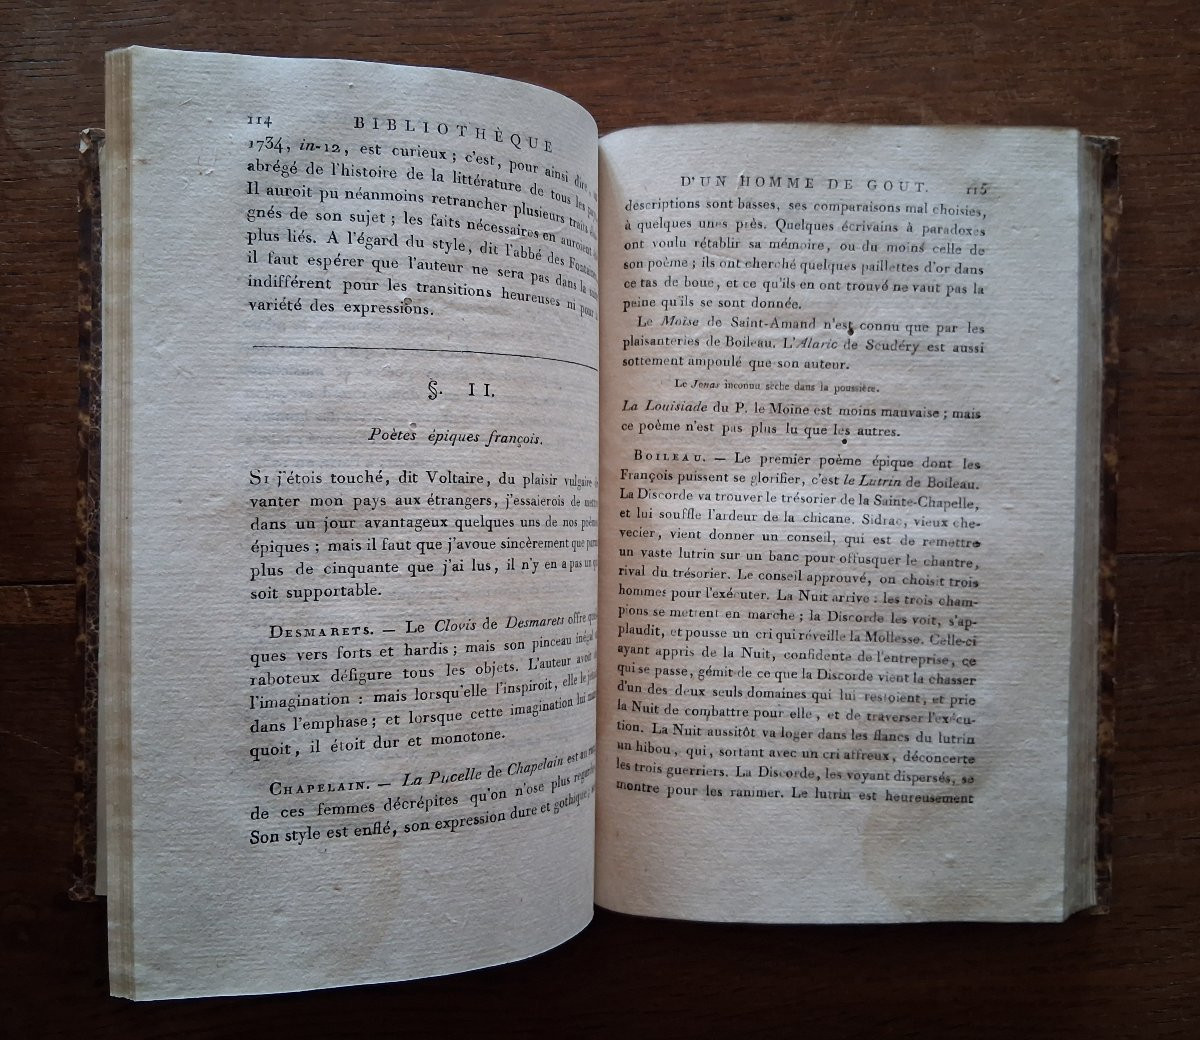 114 BIBLIOTHÈQUE
1734, in-12, est curieux ; c'est, pour ainsi dire,
abrégé de l'histoire de la littérature de tous les
Il auroit pu néanmoins retrancher plusieurs traits
gnés de son sujet ; les faits nécessaires en auroient
plus liés. A l'égard du style, dit l'abbé des Fontaines
il faut espérer que l'auteur ne sera pas dans la
indifférent pour les transitions heureuses ni pour
variété des expressions.
§. II.
Poètes épiques françois.
SI j'étois touché, dit Voltaire, du plaisir vulgaire
vanter mon pays aux étrangers, j'essaierois de
dans un jour avantageux quelques uns de nos
épiques ; mais il faut que j'avoue sincèrement que
plus de cinquante que j'ai lus, il n'y en a pas un
soit supportable.
DESMARETS. — Le Clovis de Desmarets offre
ques vers forts et hardis ; mais son pinceau inégal
raboteux défigure tous les objets. L'auteur avoit
l'imagination : mais lorsqu'elle l'inspiroit, elle le
dans l'emphase ; et lorsque cette imagination lui
quoit, il étoit dur et monotone.
CHAPELAIN. — La Pucelle de Chapelain est au
de ces femmes décrépites qu'on n'ose plus
Son style est enflé, son expression dure et gothique ;
D'UN HOMME DE GOUT. 115
descriptions sont basses, ses comparaisons mal choisies,
à quelques unes près. Quelques écrivains à paradoxes
ont voulu rétablir sa mémoire, ou du moins celle de
son poème ; ils ont cherché quelques paillettes d'or dans
ce tas de boue, et ce qu'ils en ont trouvé ne vaut pas la
peine qu'ils se sont donnée.
Le Moïse de Saint-Amand n'est connu que par les
plaisanteries de Boileau. L'Alaric de Scudéry est aussi
sottement ampoulé que son auteur.
Le Jonas inconnu sèche dans la poussière.
La Louisiade du P. le Moine est moins mauvaise ; mais
ce poème n'est pas plus lu que les autres.
BOILEAU. — Le premier poème épique dont les
François puissent se glorifier, c'est le Lutrin de Boileau.
La Discorde va trouver le trésorier de la Sainte-Chapelle,
et lui souffle l'ardeur de la chicane. Sidrac, vieux che-
vecier, vient donner un conseil, qui est de remettre
un vaste lutrin sur un banc pour offusquer le chantre,
rival du trésorier. Le conseil approuvé, on choisit trois
hommes pour l'exécuter. La Nuit arrive : les trois cham-
pions se mettent en marche ; la Discorde les voit, s'ap-
plaudit, et pousse un cri qui réveille la Mollesse. Celle-ci
ayant appris de la Nuit, confidente de l'entreprise, ce
qui se passe, gémit de ce que la Discorde vient la chasser
d'un des deux seuls domaines qui lui restoient, et prie
la Nuit de combattre pour elle, et de traverser l'exécu-
tion. La Nuit aussitôt va loger dans les flancs du lutrin
un hibou, qui, sortant avec un cri affreux, déconcerte
les trois guerriers. La Discorde, les voyant dispersés, se
montre pour les ranimer. Le lutrin est heureusement